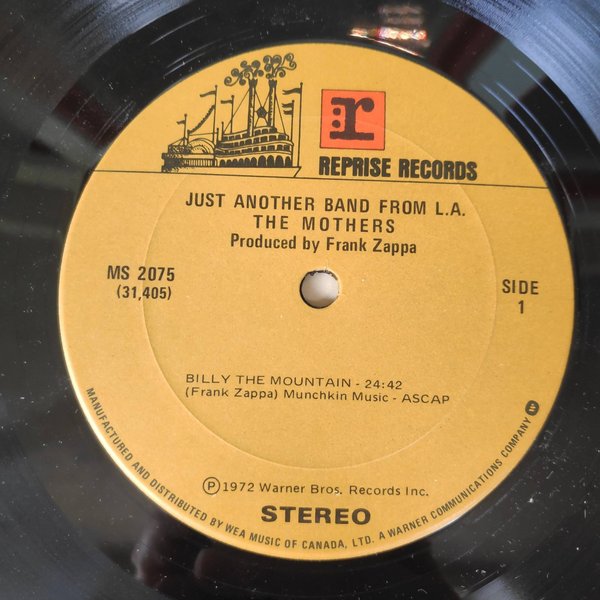 r
REPRISE RECORDS
JUST ANOTHER BAND FROM L.A.
THE MOTHERS
Produced by Frank Zappa
MS 2075
(31,405)
SIDE
1
BILLY THE MOUNTAIN - 24:42
(Frank Zappa) Munchkin Music - ASCAP
Ⓟ1972 Warner Bros. Records Inc.
STEREO
MANUFACTURED AND DISTRIBUTED BY WEA MUSIC OF CANADA, LTD. A WARNER COMMUNICATIONS COMPANY